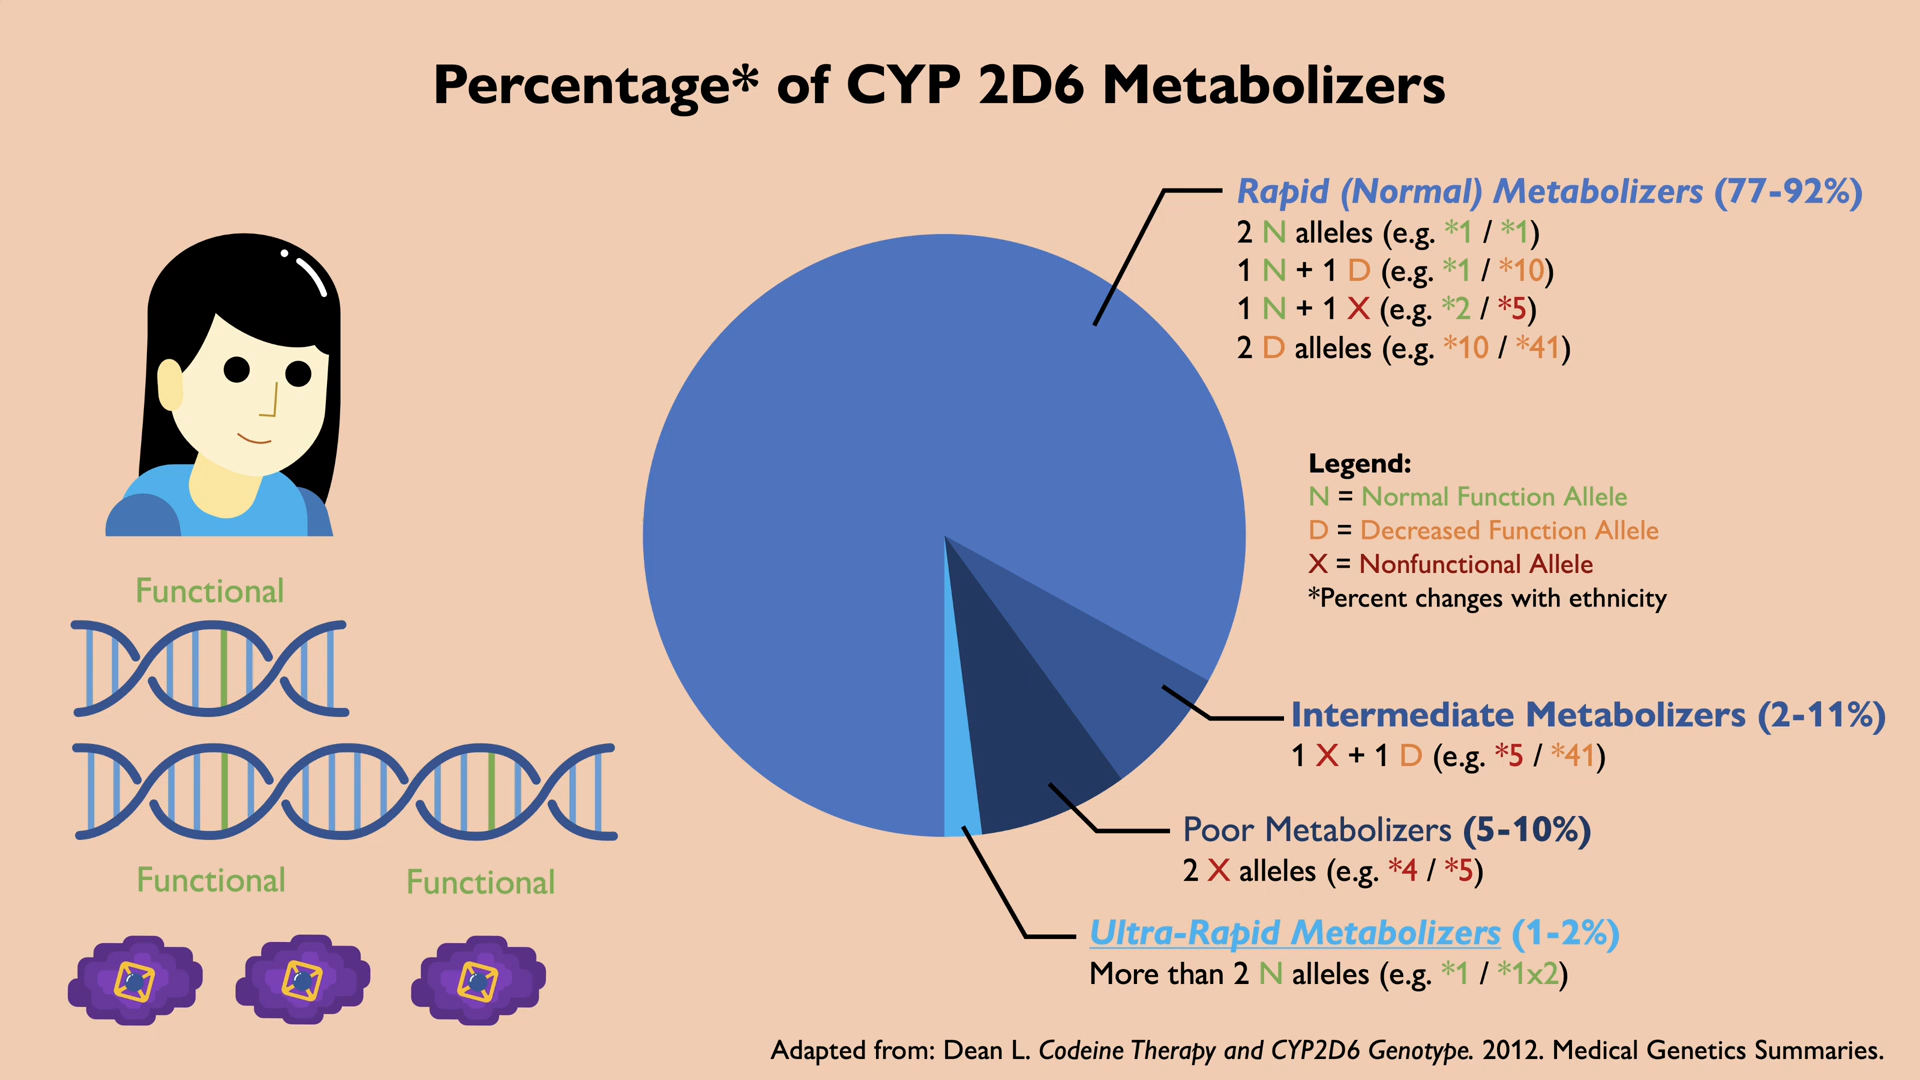 Percentage* of CYP 2D6 Metabolizers
Rapid (Normal) Metabolizers (77-92%)
2 N alleles (e.g. *1 / *1)
1 N + 1 D (e.g. *1 / *10)
1 N + 1 X (e.g. *2 / *5)
2 D alleles (e.g. *10 / *41)
Legend:
N = Normal Function Allele
D = Decreased Function Allele
X = Nonfunctional Allele
*Percent changes with ethnicity
Functional
Intermediate Metabolizers (2-11%)
1 X + 1 D (e.g. *5 / *41)
Poor Metabolizers (5-10%)
2 X alleles (e.g. *4 / *5)
Functional
Functional
Ultra-Rapid Metabolizers (1-2%)
More than 2 N alleles (e.g. *1 / *1x2)
Adapted from: Dean L. Codeine Therapy and CYP2D6 Genotype. 2012. Medical Genetics Summaries.